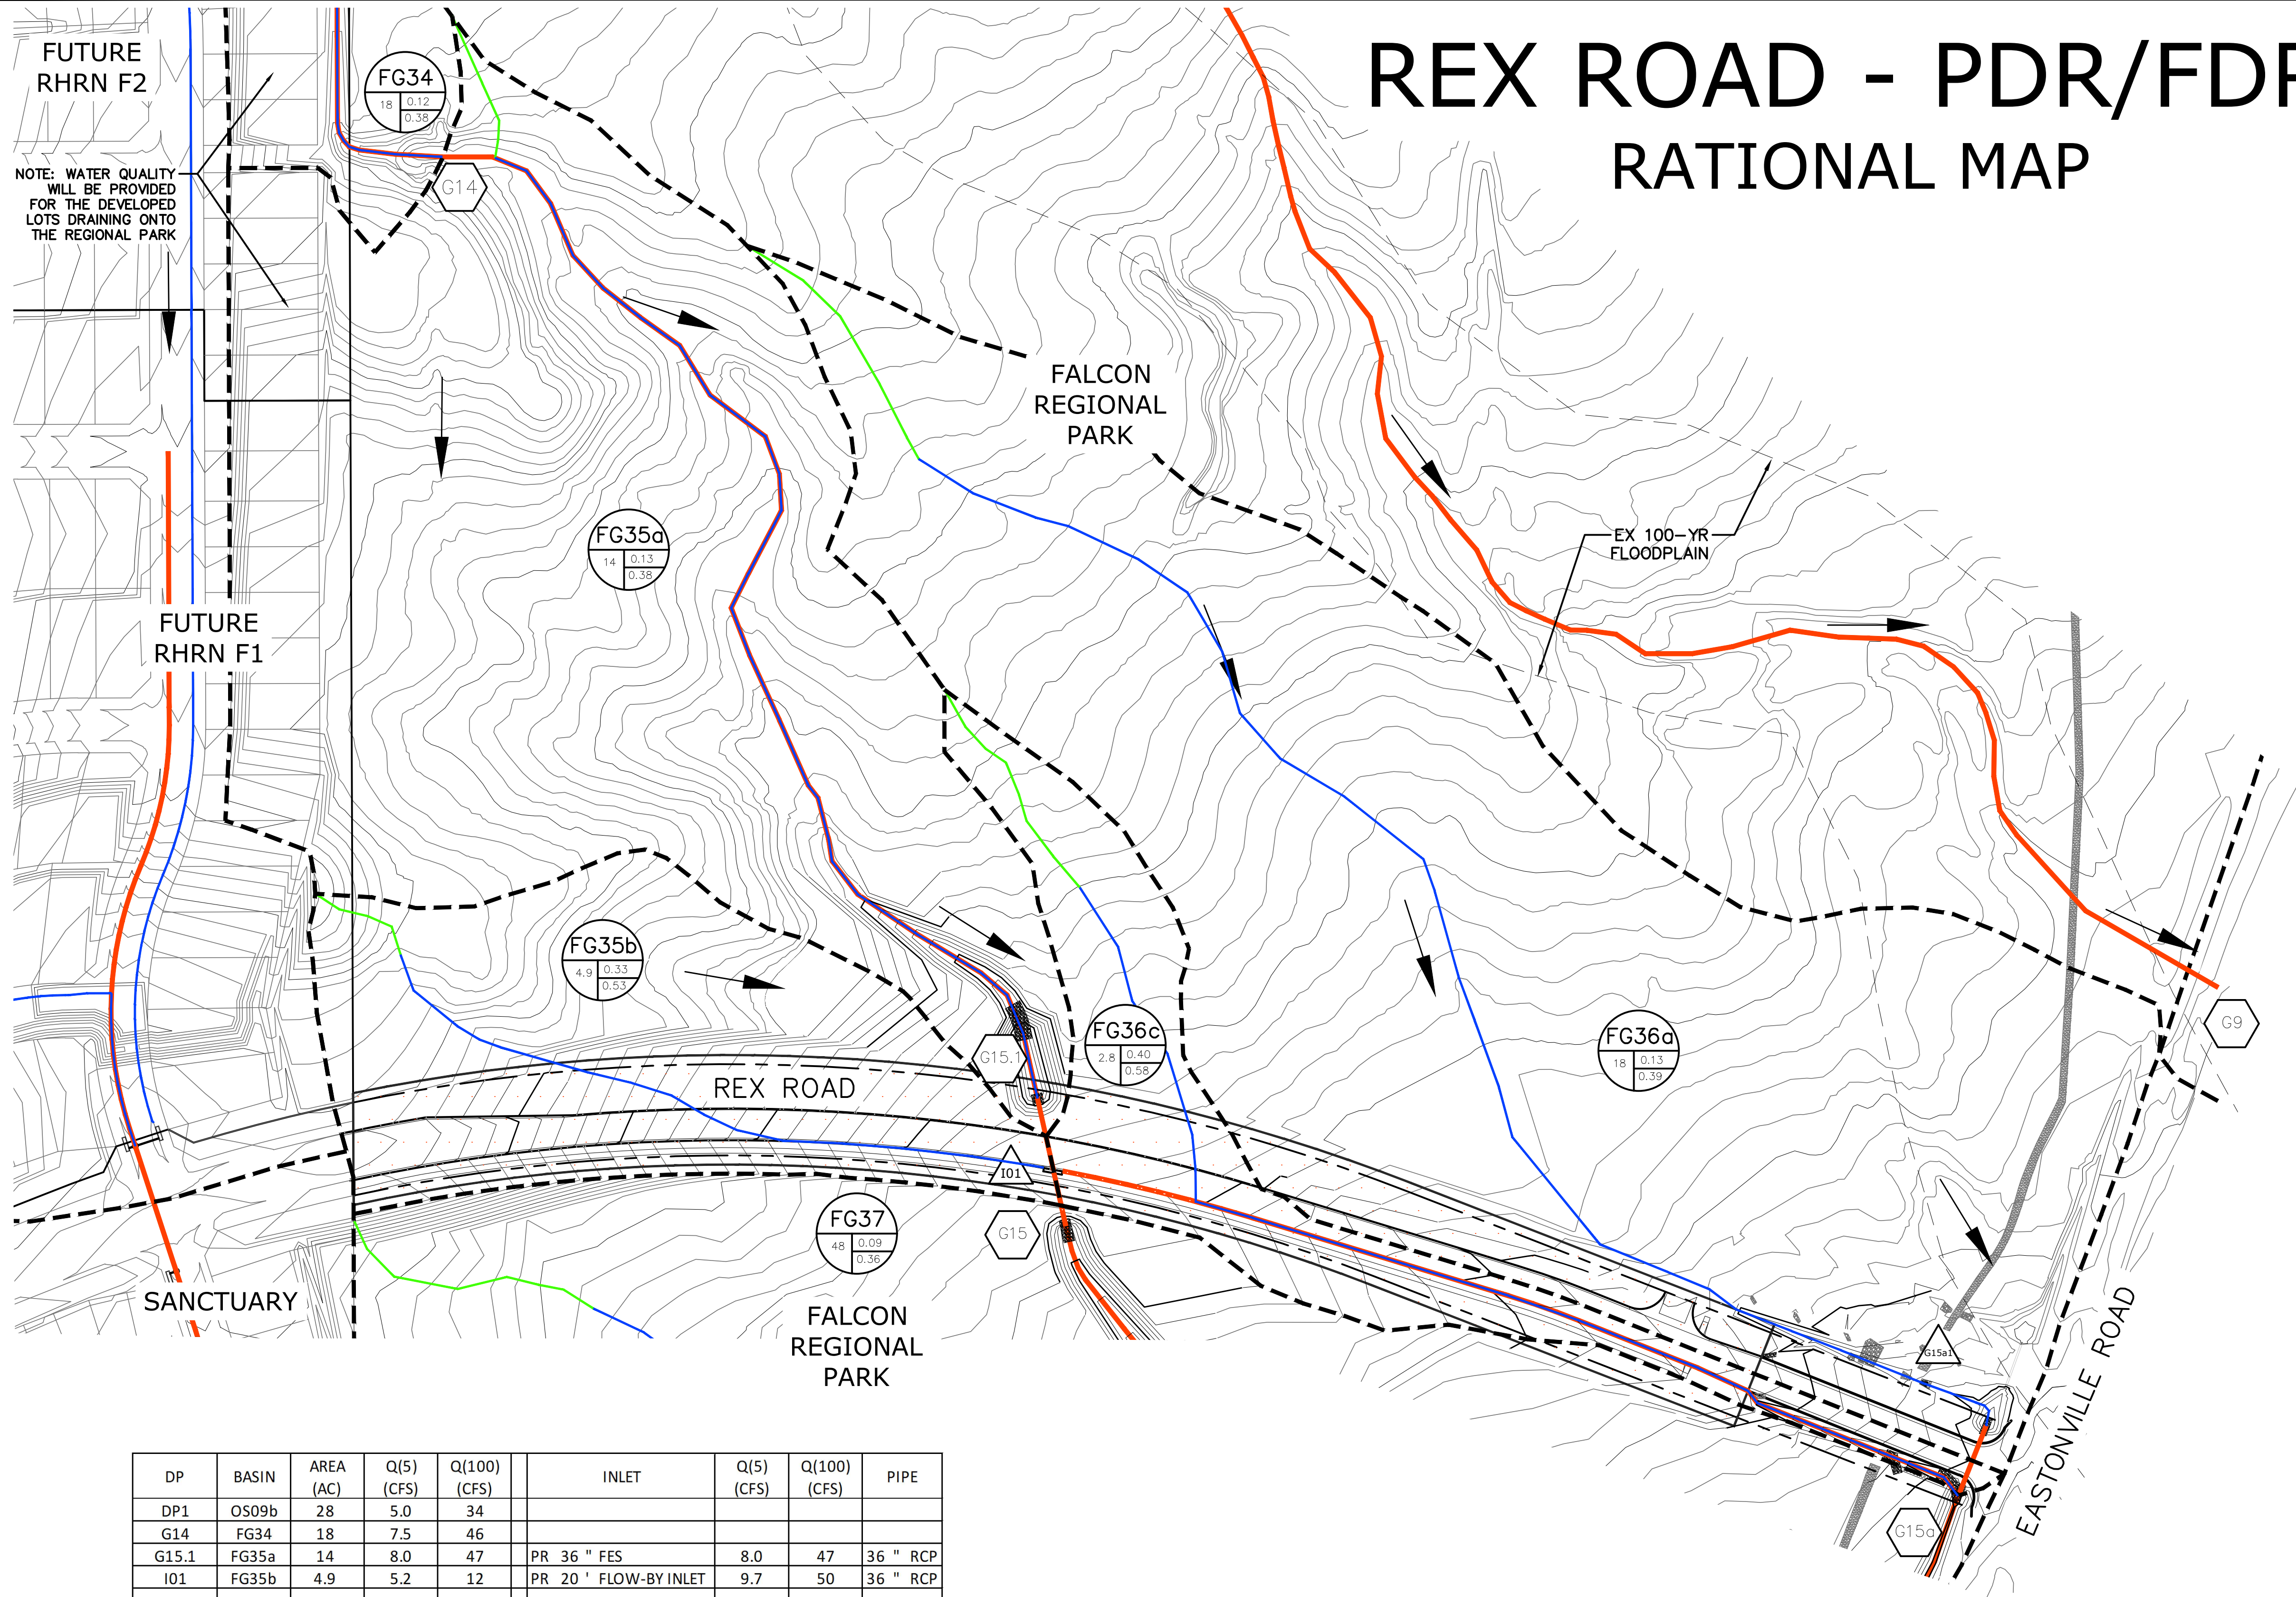 REX ROAD - PDR/FDR
RATIONAL MAP
FUTURE
RHRN F2
FG34
18
0.12
0.38
NOTE: WATER QUALITY
WILL BE PROVIDED
FOR THE DEVELOPED
LOTS DRAINING ONTO
THE REGIONAL PARK
G14
FALCON
REGIONAL
PARK
FG35a
14
0.13
0.38
EX 100-YR
FLOODPLAIN
FUTURE
RHRN F1
FG35b
4.9
0.33
0.53
G15.1
FG36c
2.8
0.40
0.58
FG36a
18
0.13
0.39
G9
REX ROAD
I01
FG37
48
0.09
0.36
G15
SANCTUARY
FALCON
REGIONAL
PARK
G15a1
EASTONVILLE ROAD
G15a
DP BASIN AREA (AC) Q(5) (CFS) Q(100) (CFS) INLET Q(5) (CFS) Q(100) (CFS) PIPE
DP1 OS09b 28 5.0 34
G14 FG34 18 7.5 46
G15.1 FG35a 14 8.0 47 PR 36 " FES 8.0 47 36 " RCP
I01 FG35b 4.9 5.2 12 PR 20 ' FLOW-BY INLET 9.7 50 36 " RCP